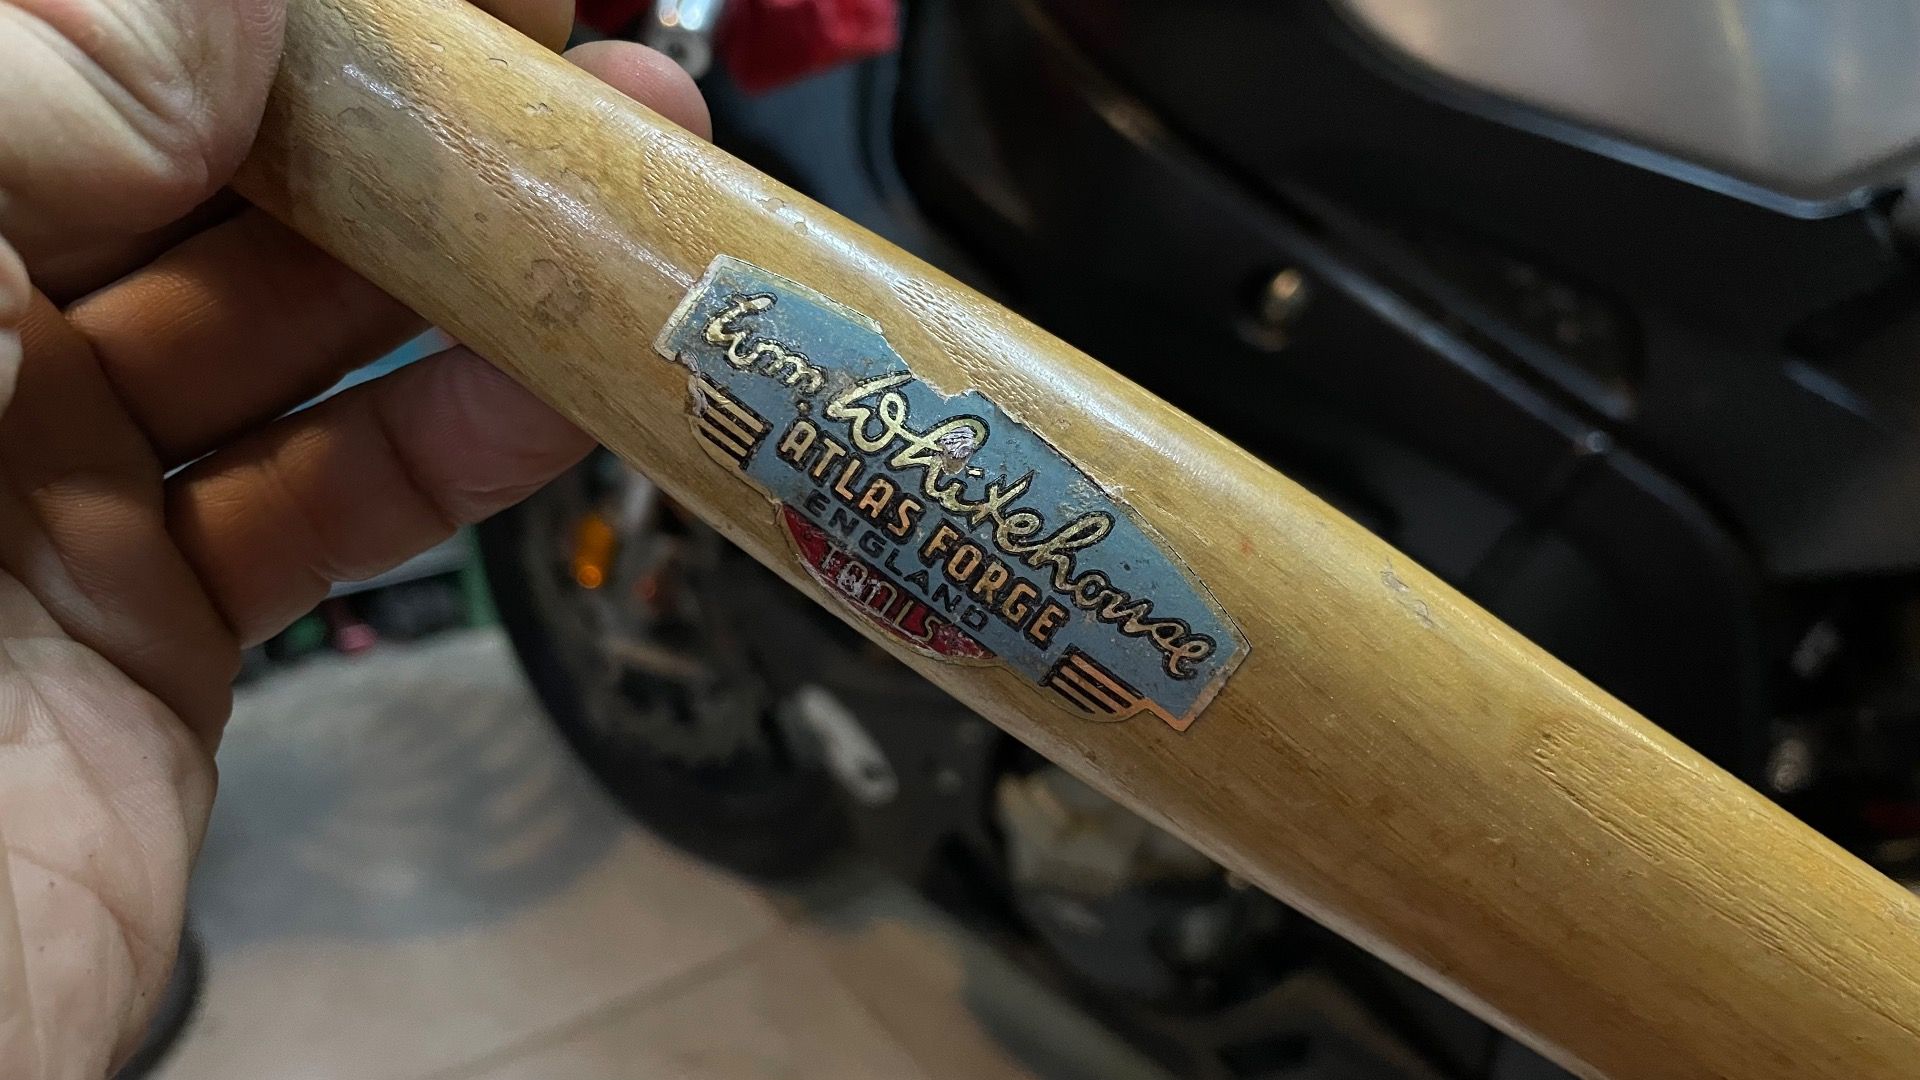 Wm. Whitehouse
ATLAS FORGE
ENGLAND
TOOLS